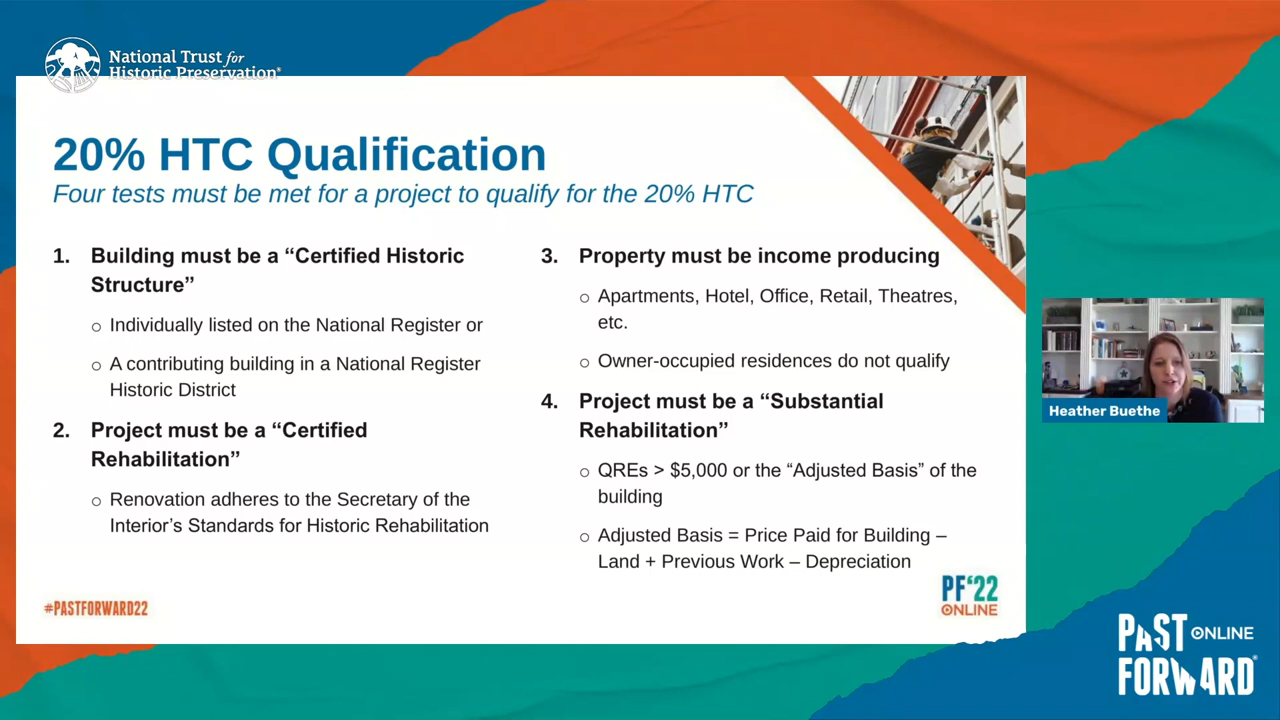 National Trust for
Historic Preservation®
20% HTC Qualification
Four tests must be met for a project to qualify for the 20% HTC
1. Building must be a “Certified Historic
Structure”
o Individually listed on the National Register or
o A contributing building in a National Register
Historic District
2. Project must be a “Certified
Rehabilitation”
o Renovation adheres to the Secretary of the
Interior’s Standards for Historic Rehabilitation
3. Property must be income producing
o Apartments, Hotel, Office, Retail, Theatres,
etc.
o Owner-occupied residences do not qualify
4. Project must be a “Substantial
Rehabilitation”
o QREs > $5,000 or the “Adjusted Basis” of the
building
o Adjusted Basis = Price Paid for Building –
Land + Previous Work – Depreciation
#PASTFORWARD22
PF‘22
ONLINE
Heather Buethe
PAST ONLINE
FORWARD®